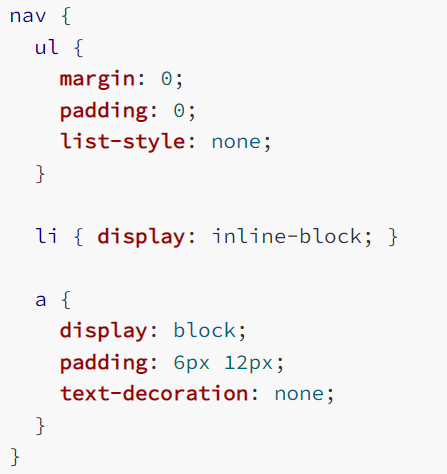 nav {
  ul {
    margin: 0;
    padding: 0;
    list-style: none;
  }

  li { display: inline-block; }

  a {
    display: block;
    padding: 6px 12px;
    text-decoration: none;
  }
}